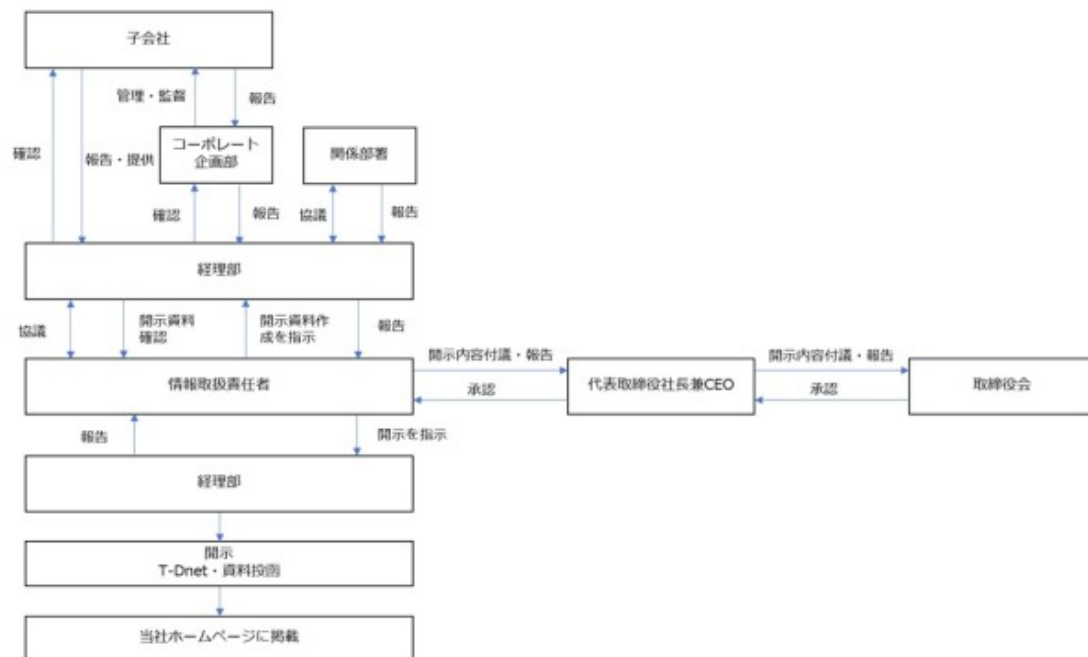 子会社
管理・監督
報告
確認
報告・提供
コーポレート
企画部
関係部署
確認
報告
協議
報告
経理部
協議
開示資料
確認
開示資料作
成を指示
報告
開示内容付議・報告
開示内容付議・報告
情報取扱責任者
代表取締役社長兼CEO
取締役会
承認
承認
報告
開示を指示
経理部
開示
T-Dnet・資料投函
当社ホームページに掲載